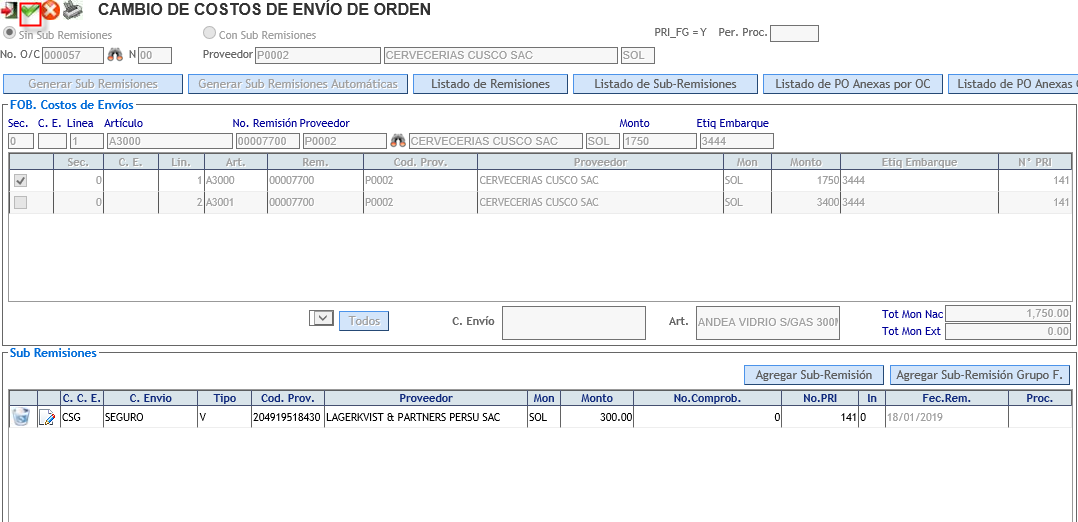 CAMBIO DE COSTOS DE ENVÍO DE ORDEN
Sin Sub Remisiones Con Sub Remisiones PRI_FG = Y Per. Proc.
No. O/C 000057 N 00 Proveedor P0002 CERVECERIAS CUSCO SAC SOL
Generar Sub Remisiones Generar Sub Remisiones Automáticas Listado de Remisiones Listado de Sub-Remisiones Listado de PO Anexas por OC Listado de PO Anexas
FOB. Costos de Envíos
Sec. C. E. Linea Artículo No. Remisión Proveedor Monto Etiq Embarque
0 1 A3000 00007700 P0002 CERVECERIAS CUSCO SAC SOL 1750 3444
Sec. C. E. Lin. Art. Rem. Cod. Prov. Proveedor Mon Monto Etiq Embarque N° PRI
0 1 A3000 00007700 P0002 CERVECERIAS CUSCO SAC SOL 1750 3444 141
0 2 A3001 00007700 P0002 CERVECERIAS CUSCO SAC SOL 3400 3444 141
Todos C. Envío Art. ANDEA VIDRIO S/GAS 300M Tot Mon Nac 1,750.00
Tot Mon Ext 0.00
Sub Remisiones
Agregar Sub-Remisión Agregar Sub-Remisión Grupo F.
C. C. E. C. Envio Tipo Cod. Prov. Proveedor Mon Monto No.Comprob. No.PRI In Fec.Rem. Proc.
CSG SEGURO V 204919518430 LAGERKVIST & PARTNERS PERSU SAC SOL 300.00 0 141 0 18/01/2019